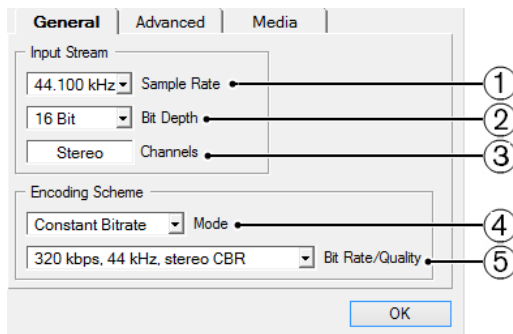 General Advanced Media
Input Stream
44.100 kHz Sample Rate 1
16 Bit Bit Depth 2
Stereo Channels 3
Encoding Scheme
Constant Bitrate Mode 4
320 kbps, 44 kHz, stereo CBR Bit Rate/Quality 5
OK